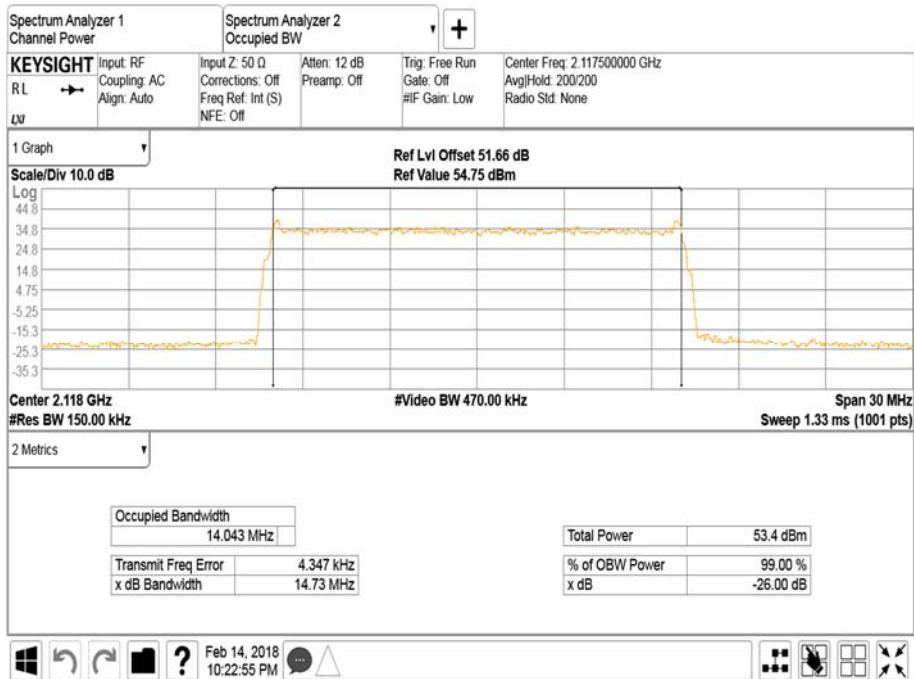 Spectrum Analyzer 1
Channel Power
Spectrum Analyzer 2
Occupied BW
+
KEYSIGHT
RL
LXI
Input: RF
Coupling: AC
Align: Auto
Input Z: 50 Ω
Corrections: Off
Freq Ref: Int (S)
NFE: Off
Atten: 12 dB
Preamp: Off
Trig: Free Run
Gate: Off
#IF Gain: Low
Center Freq: 2.117500000 GHz
Avg|Hold: 200/200
Radio Std: None
1 Graph
Scale/Div 10.0 dB
Ref Lvl Offset 51.66 dB
Ref Value 54.75 dBm
Log
44.8
34.8
24.8
14.8
4.75
-5.25
-15.3
-25.3
-35.3
Center 2.118 GHz
#Video BW 470.00 kHz
Span 30 MHz
#Res BW 150.00 kHz
Sweep 1.33 ms (1001 pts)
2 Metrics
Occupied Bandwidth
14.043 MHz
Total Power 53.4 dBm
Transmit Freq Error 4.347 kHz
% of OBW Power 99.00 %
x dB Bandwidth 14.73 MHz
x dB -26.00 dB
?
Feb 14, 2018
10:22:55 PM